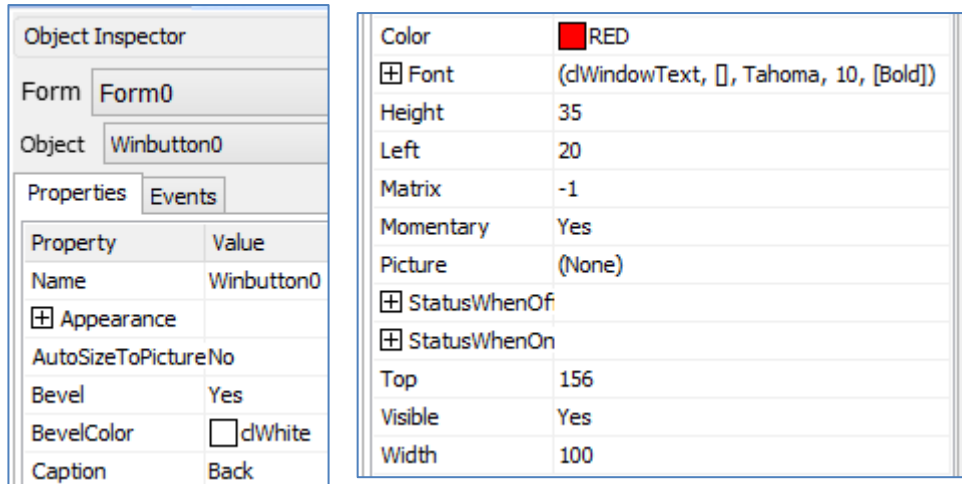 Object Inspector
Form Form0
Object Winbutton0
Properties Events
Property Value
Name Winbutton0
Appearance
AutoSizeToPicture No
Bevel Yes
BevelColor clWhite
Caption Back
Color RED
Font (clWindowText, [], Tahoma, 10, [Bold])
Height 35
Left 20
Matrix -1
Momentary Yes
Picture (None)
StatusWhenOff
StatusWhenOn
Top 156
Visible Yes
Width 100